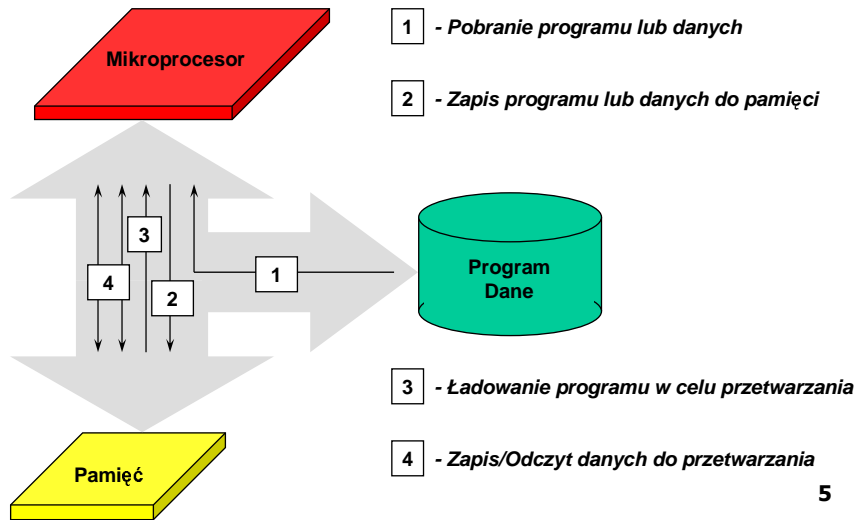 1 - Pobranie programu lub danych
Mikroprocesor
2 - Zapis programu lub danych do pamięci
3
4
2
1
Program
Dane
3 - Ładowanie programu w celu przetwarzania
4 - Zapis/Odczyt danych do przetwarzania
Pamięć
5